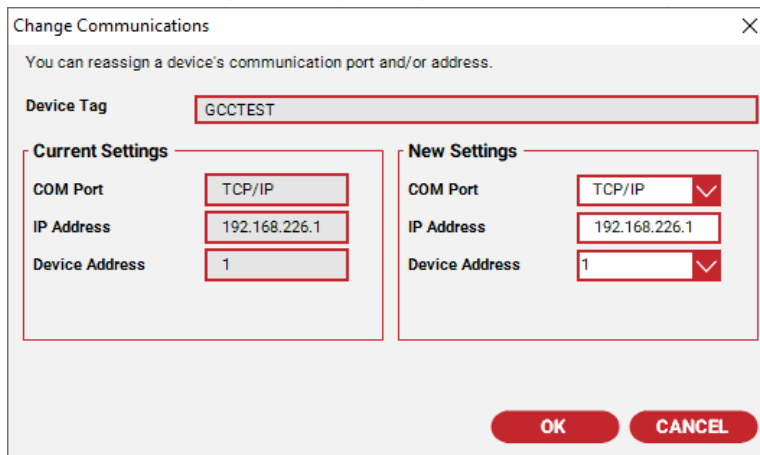 Change Communications
You can reassign a device's communication port and/or address.
Device Tag GCCTEST
Current Settings
COM Port TCP/IP
IP Address 192.168.226.1
Device Address 1
New Settings
COM Port TCP/IP
IP Address 192.168.226.1
Device Address 1
OK CANCEL